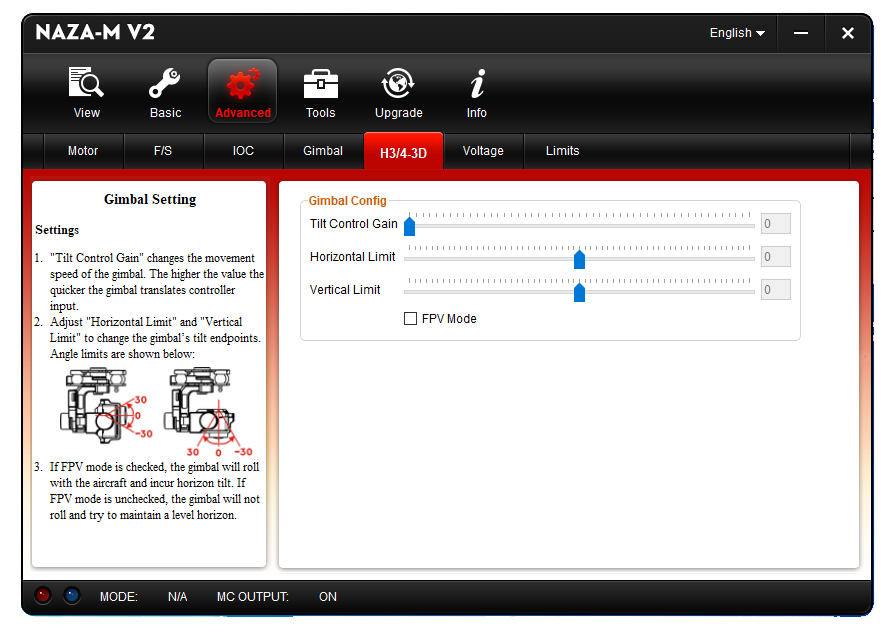 NAZA-M V2
English
View
Basic
Advanced
Tools
Upgrade
Info
Motor
F/S
IOC
Gimbal
H3/4-3D
Voltage
Limits
Gimbal Setting
Settings
1. "Tilt Control Gain" changes the movement
speed of the gimbal. The higher the value the
quicker the gimbal translates controller
input.
2. Adjust "Horizontal Limit" and "Vertical
Limit" to change the gimbal's tilt endpoints.
Angle limits are shown below:
30
0
-30
30 0 -30
3. If FPV mode is checked, the gimbal will roll
with the aircraft and incur horizon tilt. If
FPV mode is unchecked, the gimbal will not
roll and try to maintain a level horizon.
Gimbal Config
Tilt Control Gain 0
Horizontal Limit 0
Vertical Limit 0
FPV Mode
MODE: N/A MC OUTPUT: ON